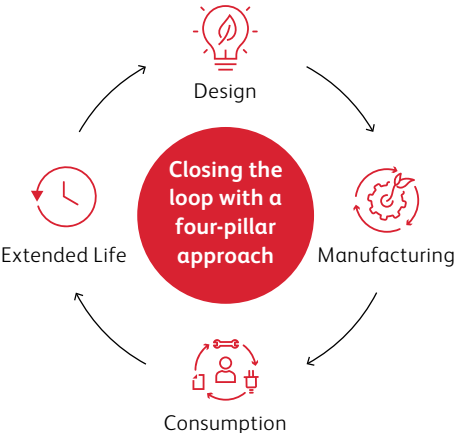 Design
Closing the
loop with a
four-pillar
approach
Extended Life
Manufacturing
Consumption